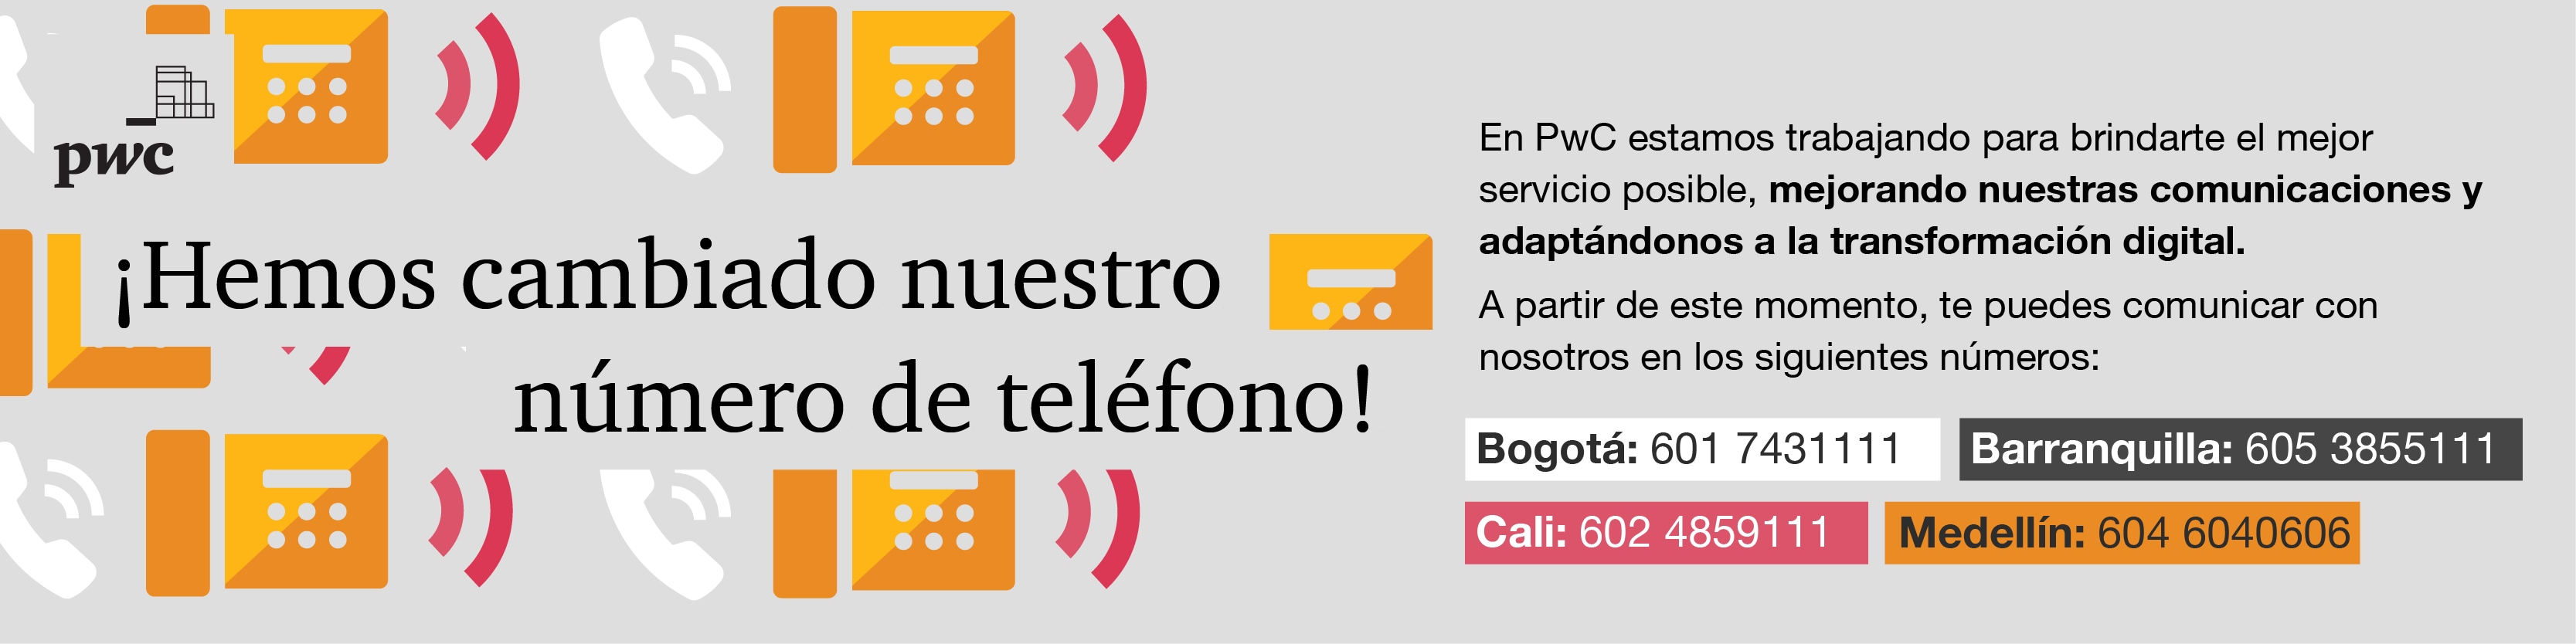 pwc
¡Hemos cambiado nuestro
número de teléfono!
En PwC estamos trabajando para brindarte el mejor
servicio posible, mejorando nuestras comunicaciones y
adaptándonos a la transformación digital.
A partir de este momento, te puedes comunicar con
nosotros en los siguientes números:
Bogotá: 601 7431111
Barranquilla: 605 3855111
Cali: 602 4859111
Medellín: 604 6040606